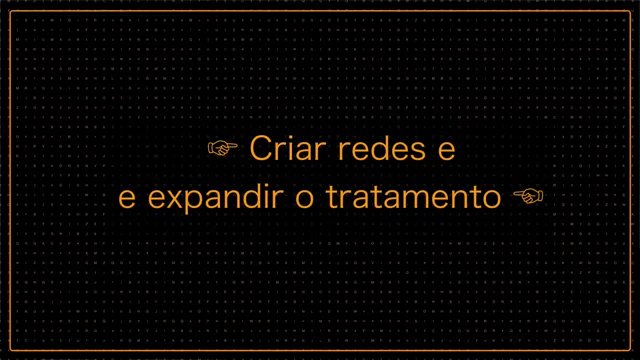 ☞ Criar redes e
e expandir o tratamento ☜